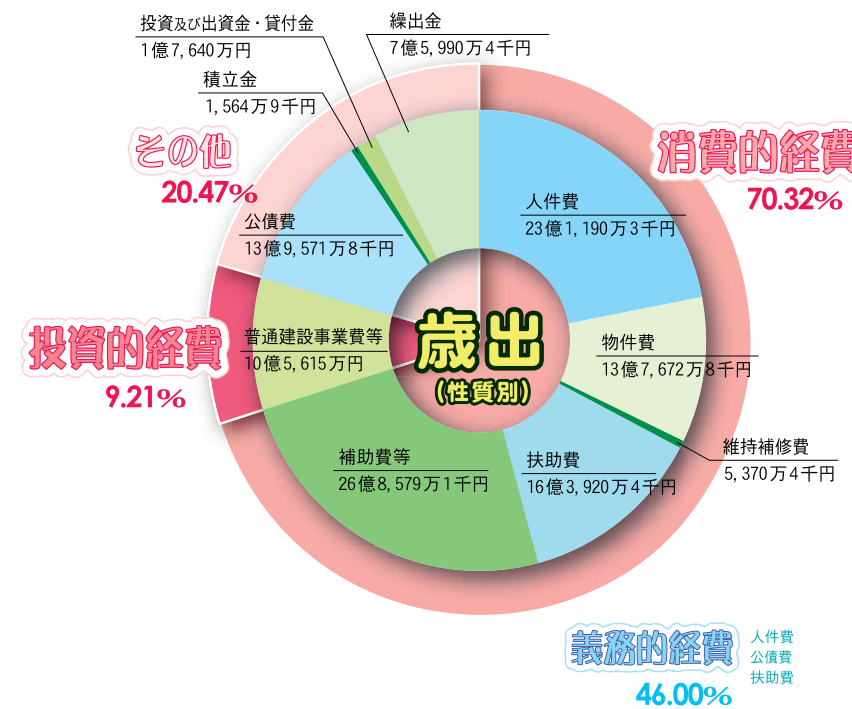 投資及び出資金・貸付金
1億7,640万円
繰出金
7億5,990万4千円
積立金
1,564万9千円
その他
20.47%
消費的経費
70.32%
公債費
13億9,571万8千円
人件費
23億1,190万3千円
投資的経費
9.21%
普通建設事業費等
10億5,615万円
歳出
(性質別)
物件費
13億7,672万8千円
維持補修費
5,370万4千円
補助費等
26億8,579万1千円
扶助費
16億3,920万4千円
義務的経費
46.00%
人件費
公債費
扶助費